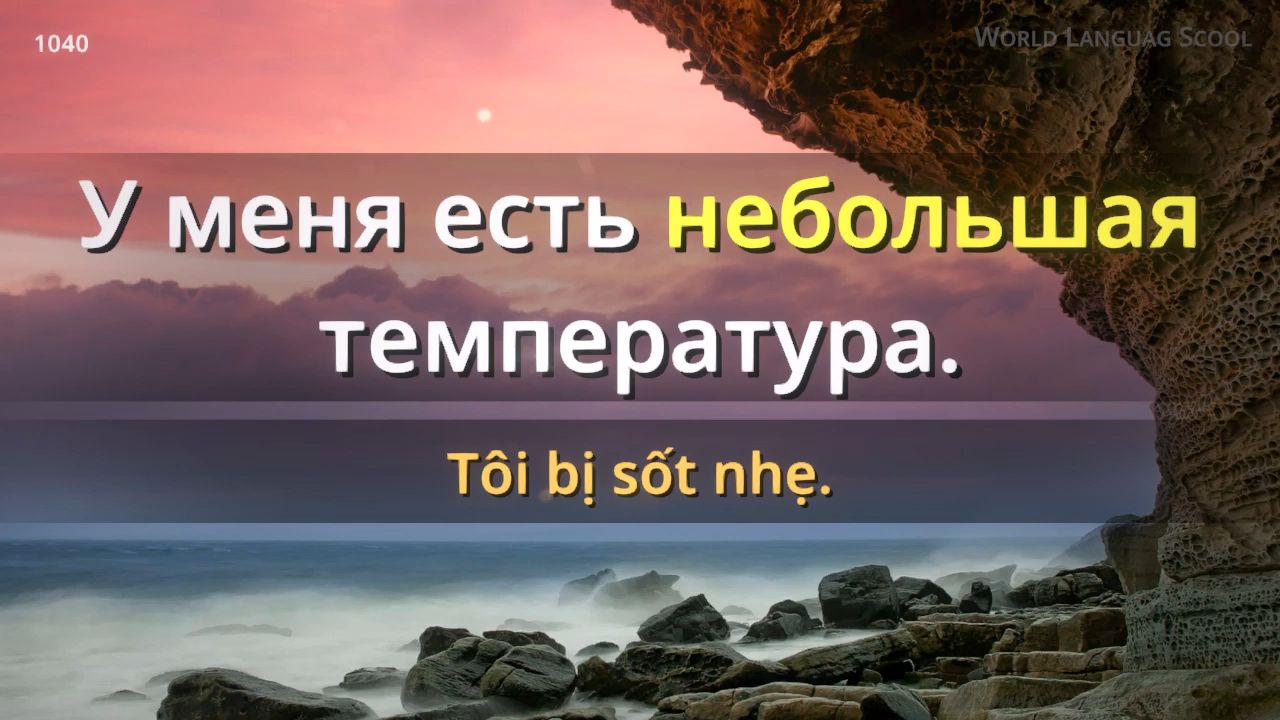 1040
World Languag Scool
У меня есть небольшая
температура.
Tôi bị sốt nhẹ.